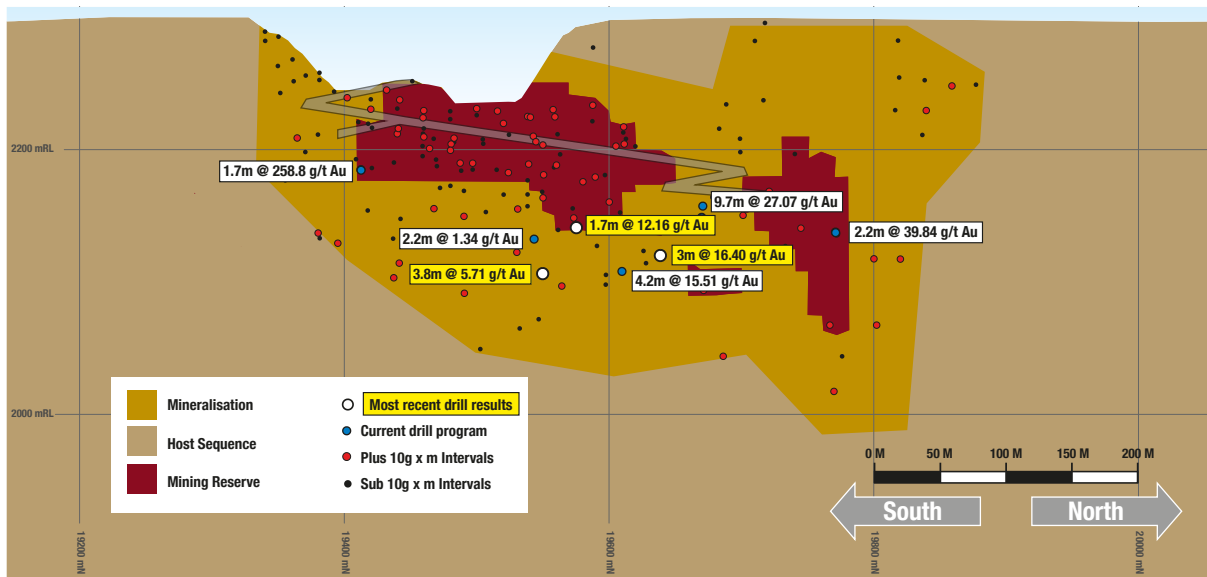 2200 mRL
1.7m @ 258.8 g/t Au
9.7m @ 27.07 g/t Au
1.7m @ 12.16 g/t Au
2.2m @ 39.84 g/t Au
2.2m @ 1.34 g/t Au
3m @ 16.40 g/t Au
3.8m @ 5.71 g/t Au
4.2m @ 15.51 g/t Au
2000 mRL
Mineralisation
Host Sequence
Mining Reserve
Most recent drill results
Current drill program
Plus 10g x m Intervals
Sub 10g x m Intervals
0 M 50 M 100 M 150 M 200 M
South
North
19200 mN
19400 mN
19600 mN
19800 mN
20000 mN